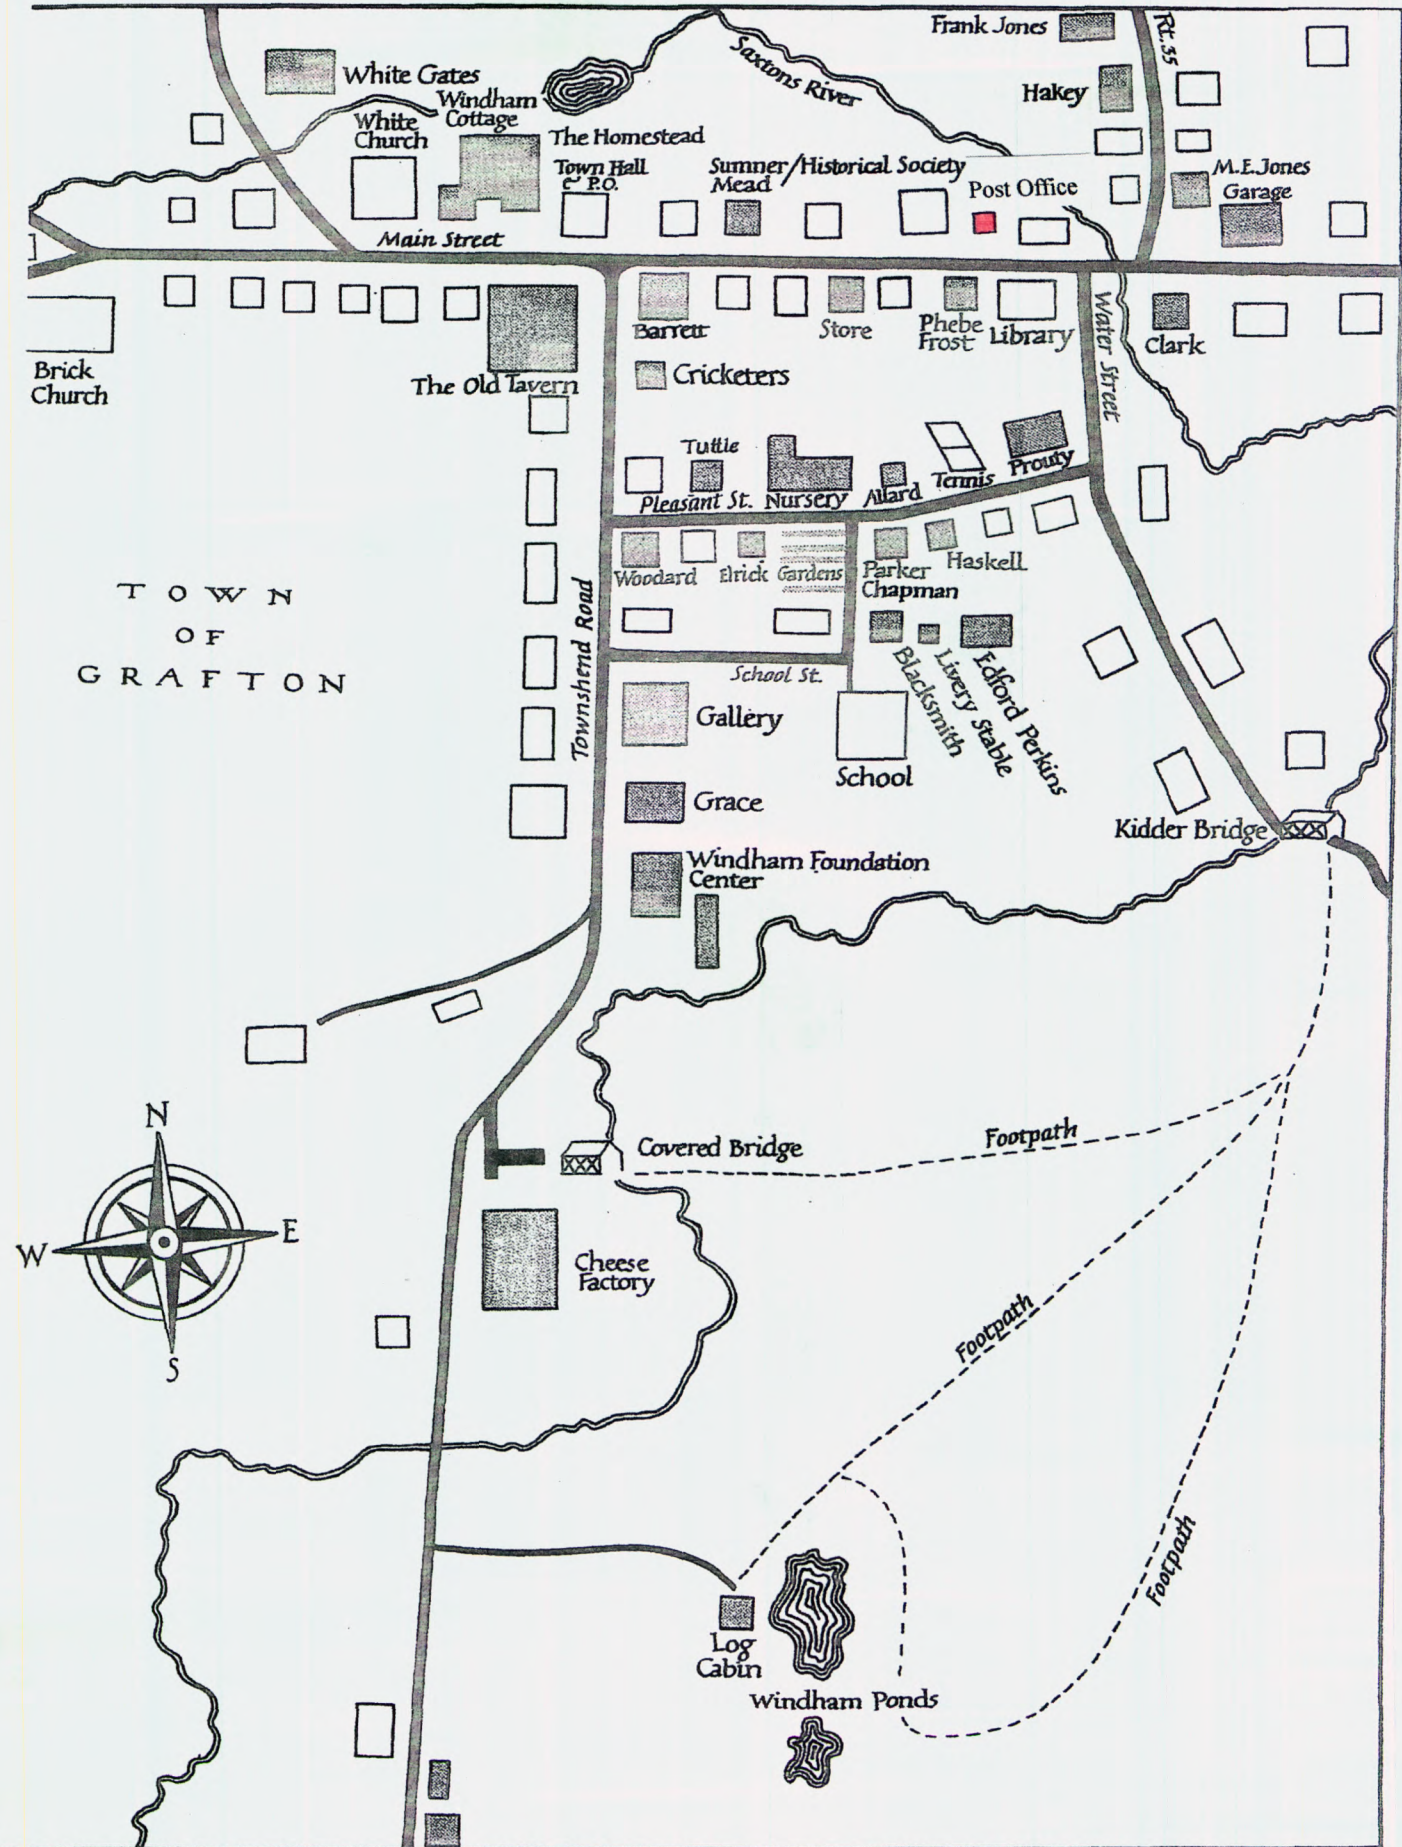 Frank Jones
Rt. 35
White Gates
Saxtons River
Hakey
Windham
Cottage
White
Church
The Homestead
Town Hall
& P.O.
Sumner/Historical Society
Mead
Post Office
M.E. Jones
Garage
Main Street
Barrett
Store
Phebe
Frost
Library
Water Street
Clark
Brick
Church
The Old Tavern
Cricketers
Tuttle
Pleasant St.
Nursery
Allard
Tennis
Prouty
Woodard
Elrick
Gardens
Parker
Haskell
Chapman
TOWN
OF
GRAFTON
Townshend Road
School St.
Blacksmith
Livery Stable
Edford Perkins
Gallery
School
Grace
Kidder Bridge
Windham Foundation
Center
N
W
E
S
Covered Bridge
Footpath
Cheese
Factory
Footpath
Footpath
Log
Cabin
Windham Ponds